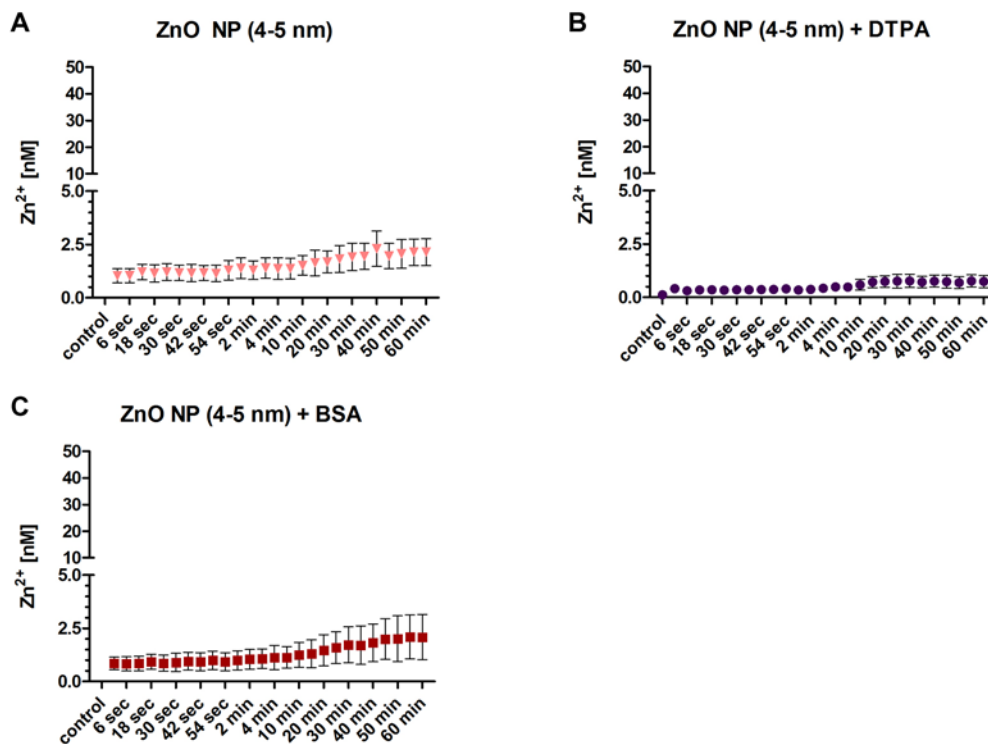 A
ZnO NP (4-5 nm)
Zn2+ [nM]
50
40
30
20
10
5.0
2.5
0.0
control
6 sec
18 sec
30 sec
42 sec
54 sec
2 min
4 min
10 min
20 min
30 min
40 min
50 min
60 min
B
ZnO NP (4-5 nm) + DTPA
Zn2+ [nM]
50
40
30
20
10
5.0
2.5
0.0
control
6 sec
18 sec
30 sec
42 sec
54 sec
2 min
4 min
10 min
20 min
30 min
40 min
50 min
60 min
C
ZnO NP (4-5 nm) + BSA
Zn2+ [nM]
50
40
30
20
10
5.0
2.5
0.0
control
6 sec
18 sec
30 sec
42 sec
54 sec
2 min
4 min
10 min
20 min
30 min
40 min
50 min
60 min